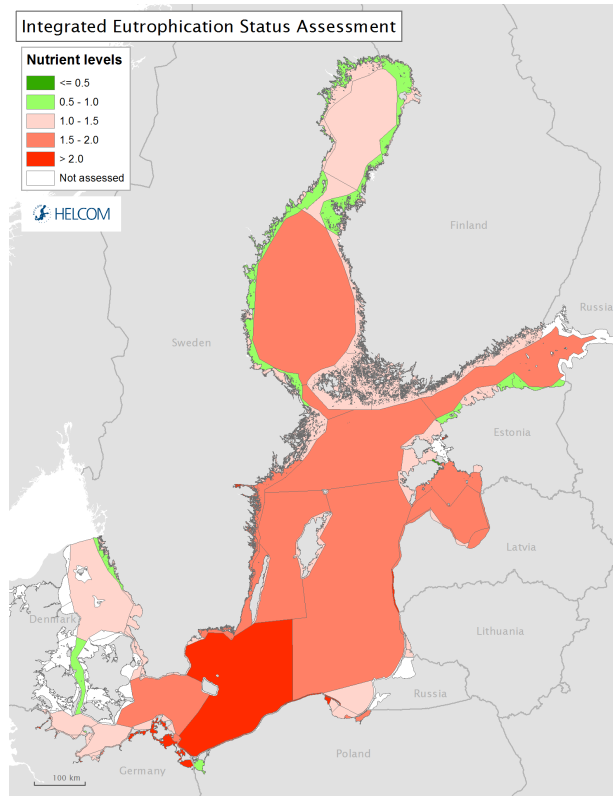 Integrated Eutrophication Status Assessment
Nutrient levels
<= 0.5
0.5 - 1.0
1.0 - 1.5
1.5 - 2.0
> 2.0
Not assessed
HELCOM
Finland
Russia
Sweden
Estonia
Latvia
Denmark
Lithuania
Russia
Poland
Germany
100 km